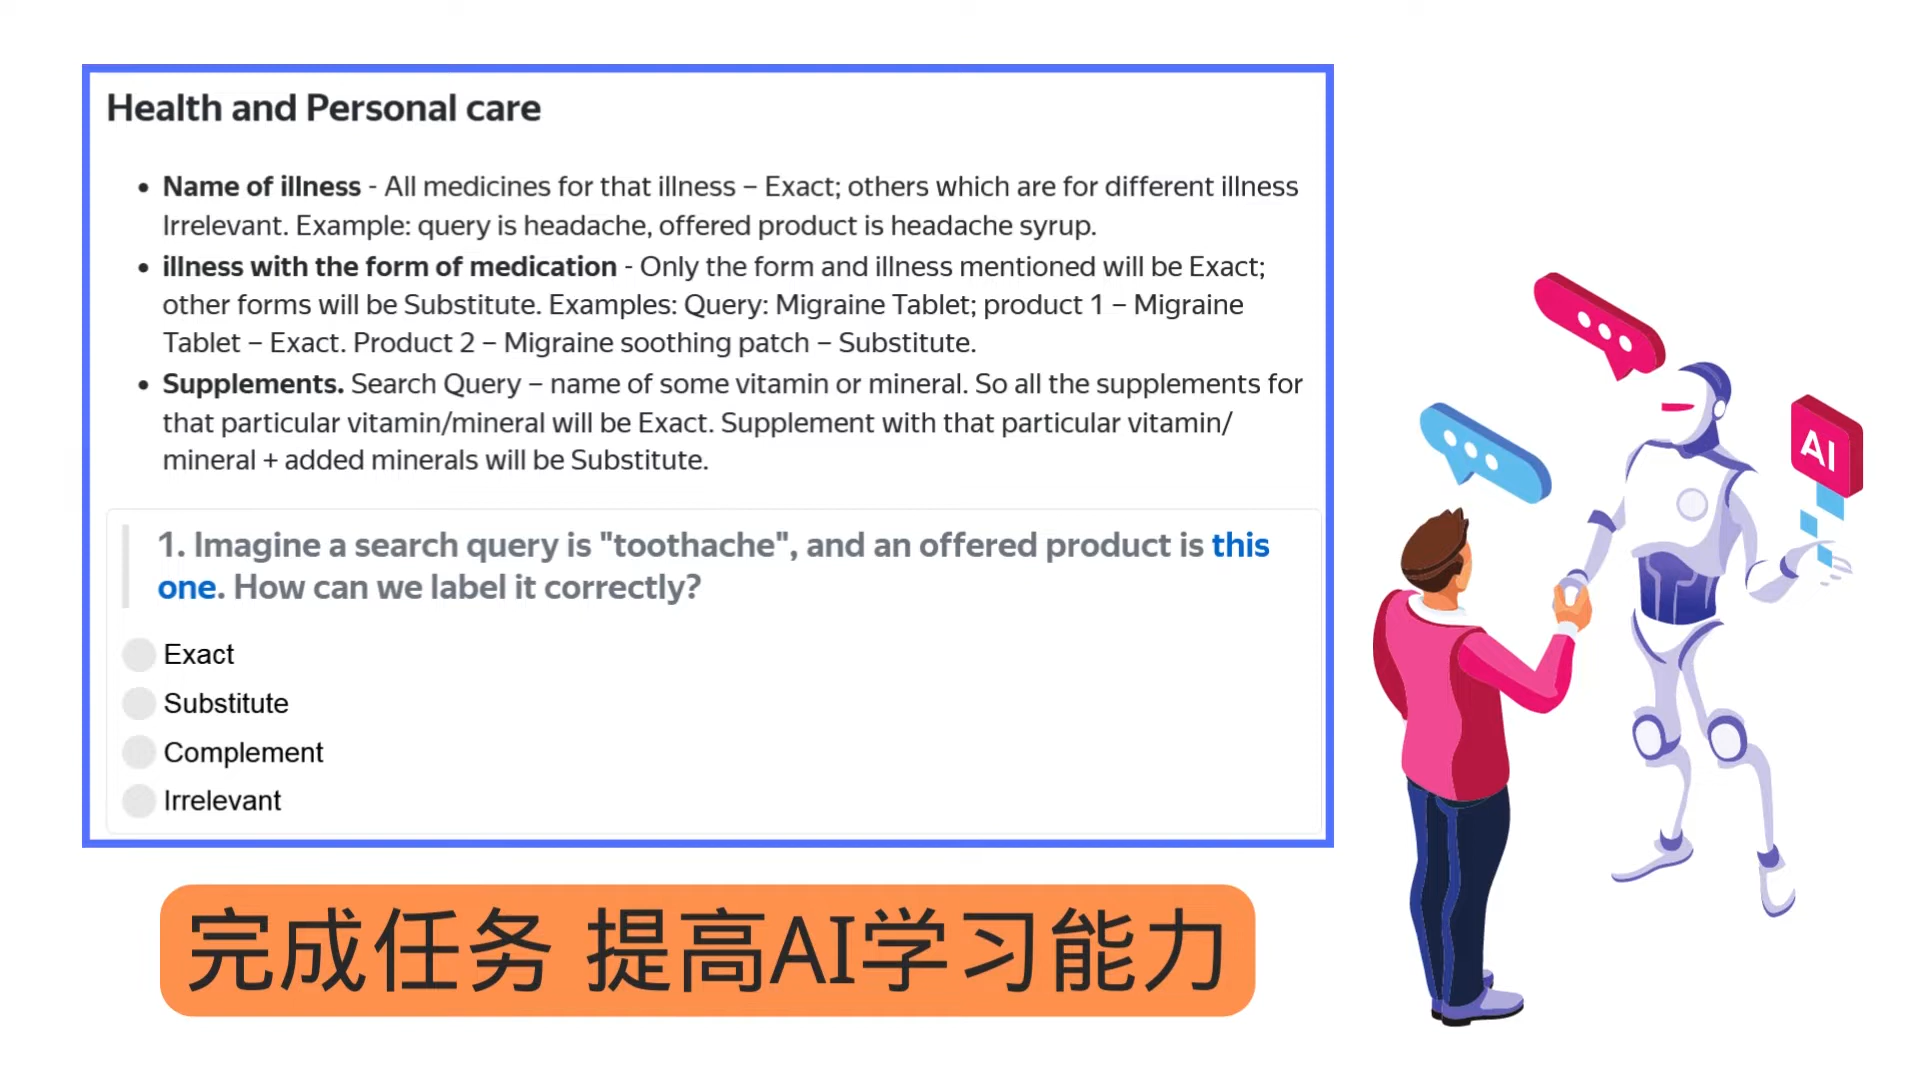 Health and Personal care
• Name of illness - All medicines for that illness – Exact; others which are for different illness
Irrelevant. Example: query is headache, offered product is headache syrup.
• illness with the form of medication - Only the form and illness mentioned will be Exact;
other forms will be Substitute. Examples: Query: Migraine Tablet; product 1 – Migraine
Tablet – Exact. Product 2 – Migraine soothing patch – Substitute.
• Supplements. Search Query – name of some vitamin or mineral. So all the supplements for
that particular vitamin/mineral will be Exact. Supplement with that particular vitamin/
mineral + added minerals will be Substitute.
1. Imagine a search query is "toothache", and an offered product is this
one. How can we label it correctly?
Exact
Substitute
Complement
Irrelevant
AI
完成任务 提高AI学习能力